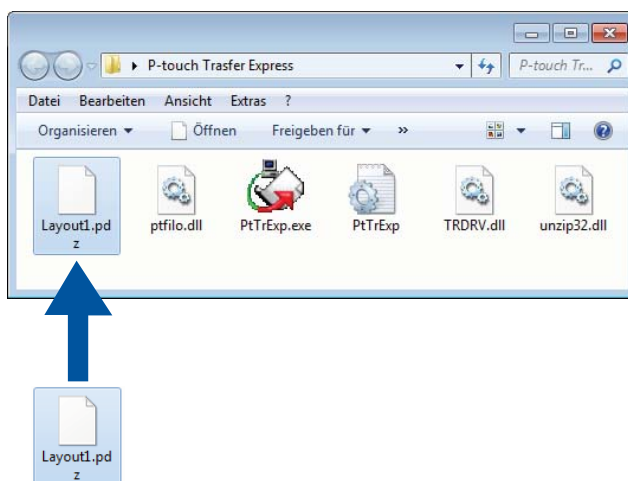 P-touch Trasfer Express
P-touch Tr...
Datei Bearbeiten Ansicht Extras ?
Organisieren Öffnen Freigeben für »
Layout1.pd
z
ptfilo.dll
PtTrExp.exe
PtTrExp
TRDRV.dll
unzip32.dll
Layout1.pd
z